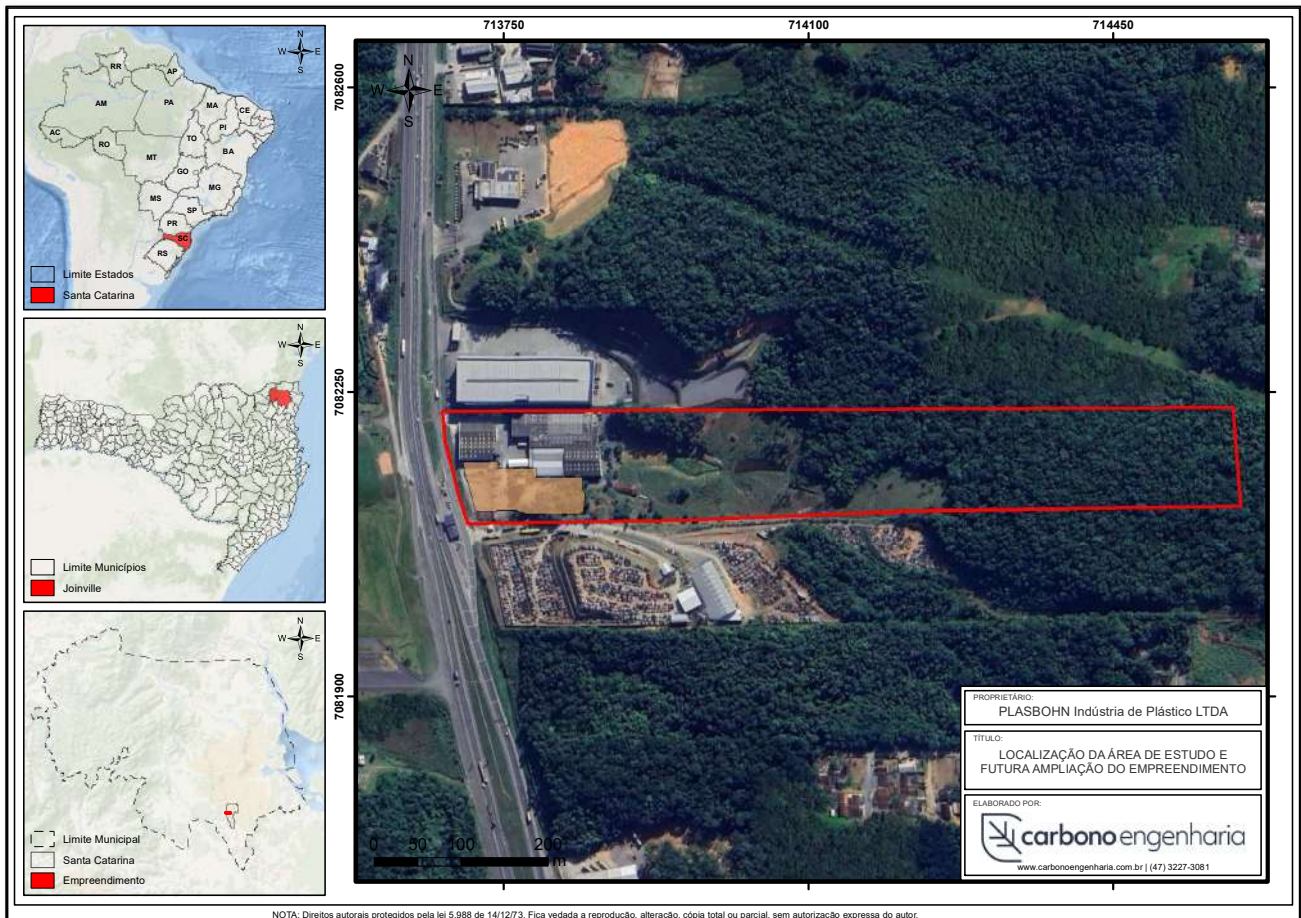 713750
714100
714450
7082600
7082250
7081900
N
W
E
S
RR
AP
AM
PA
MA
CE
PI
AC
RO
TO
MT
BA
GO
MG
MS
SP
PR
SC
RS
Limite Estados
Santa Catarina
N
W
E
S
Limite Municípios
Joinville
N
W
E
S
Limite Municipal
Santa Catarina
Empreendimento
N
W
E
S
0 50 100 200
m
PROPRIETÁRIO:
PLASBOHN Indústria de Plástico LTDA
TÍTULO:
LOCALIZAÇÃO DA ÁREA DE ESTUDO E
FUTURA AMPLIAÇÃO DO EMPREENDIMENTO
ELABORADO POR:
carbono engenharia
www.carbonoengenharia.com.br | (47) 3227-3081
NOTA: Direitos autorais protegidos pela lei 5.988 de 14/12/73. Fica vedada a reprodução, alteração, cópia total ou parcial, sem autorização expressa do autor.